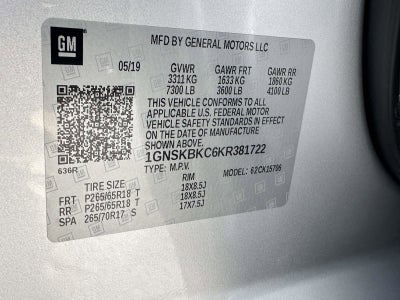 GM
MFD BY GENERAL MOTORS LLC
05/19 GVWR GAWR FRT GAWR RR
3311 KG 1633 KG 1860 KG
7300 LB 3600 LB 4100 LB
THIS VEHICLE CONFORMS TO ALL
APPLICABLE U.S. FEDERAL MOTOR
VEHICLE SAFETY STANDARDS IN EFFECT
ON THE DATE OF MANUFACTURE
SHOWN ABOVE.
636R 1GNSKBKC6KR381722
TYPE: M.P.V. MODEL: 62CK15706
TIRE SIZE RIM
FRT P265/65R18 T 18X8.5J
RR P265/65R18 T 18X8.5J
SPA 265/70R17 S 17X7.5J